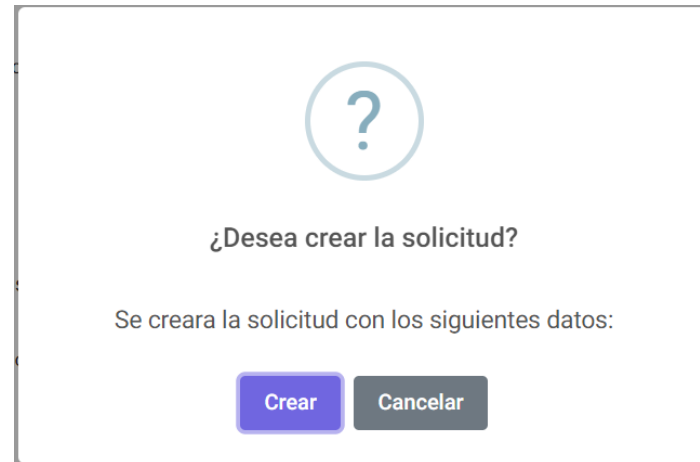 ?
¿Desea crear la solicitud?
Se creara la solicitud con los siguientes datos:
Crear Cancelar